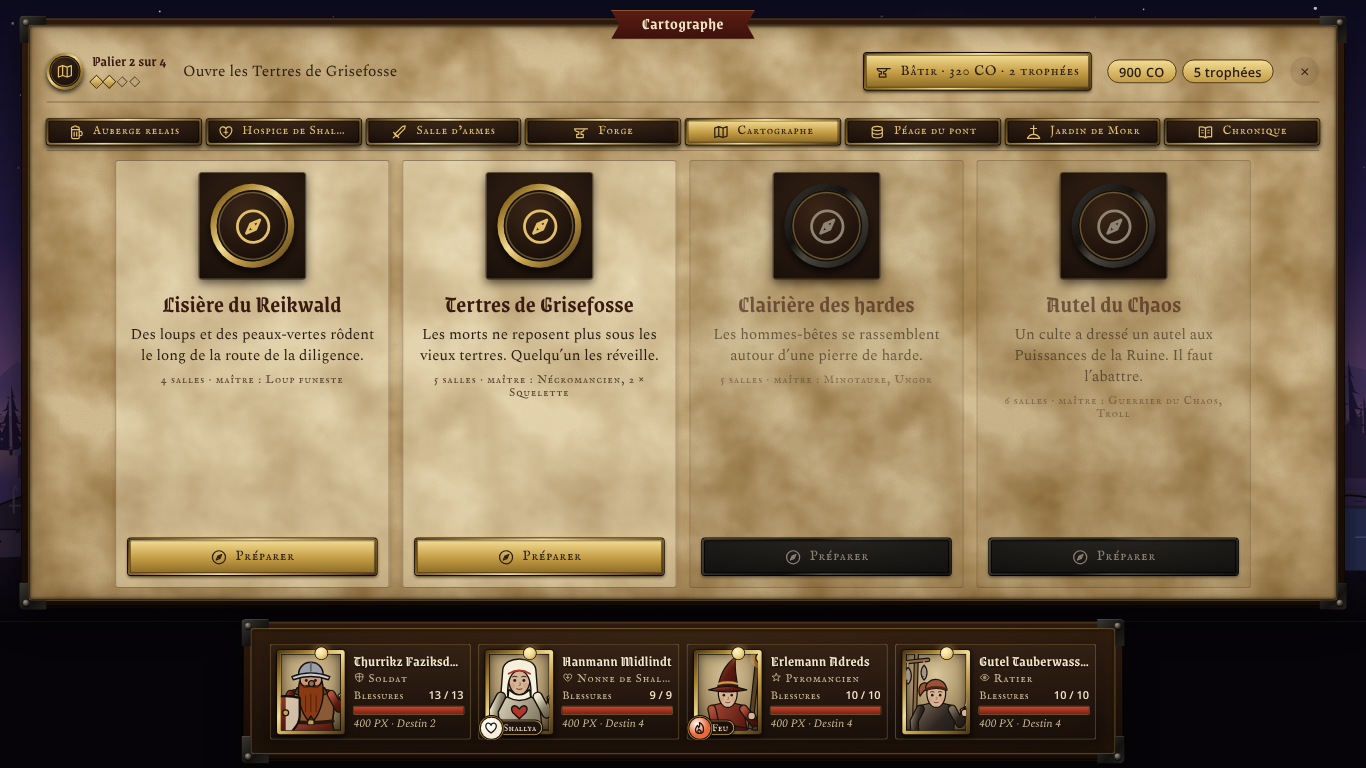 Cartographe
Palier 2 sur 4
Ouvre les Tertres de Grisefosse
Bâtir · 320 CO · 2 trophées
900 CO
5 trophées
×
Auberge relais
Hospice de Shal…
Salle d'armes
Forge
Cartographe
Péage du pont
Jardin de Morr
Chronique
Lisière du Reikwald
Des loups et des peaux-vertes rôdent
le long de la route de la diligence.
4 salles · maître : Loup funeste
Préparer
Tertres de Grisefosse
Les morts ne reposent plus sous les
vieux tertres. Quelqu'un les réveille.
5 salles · maître : Nécromancien, 2 ×
Squelette
Préparer
Clairière des hardes
Les hommes-bêtes se rassemblent
autour d'une pierre de harde.
5 salles · maître : Minotaure, Ungor
Préparer
Autel du Chaos
Un culte a dressé un autel aux
Puissances de la Ruine. Il faut
l'abattre.
6 salles · maître : Guerrier du Chaos,
Troll
Préparer
Thurrikz Faziksd…
Soldat
Blessures 13 / 13
400 PX · Destin 2
Shallya
Hanmann Midlindt
Nonne de Shal…
Blessures 9 / 9
400 PX · Destin 4
Feu
Erlemann Adreds
Pyromancien
Blessures 10 / 10
400 PX · Destin 4
Gutel Tauberwass…
Ratier
Blessures 10 / 10
400 PX · Destin 4